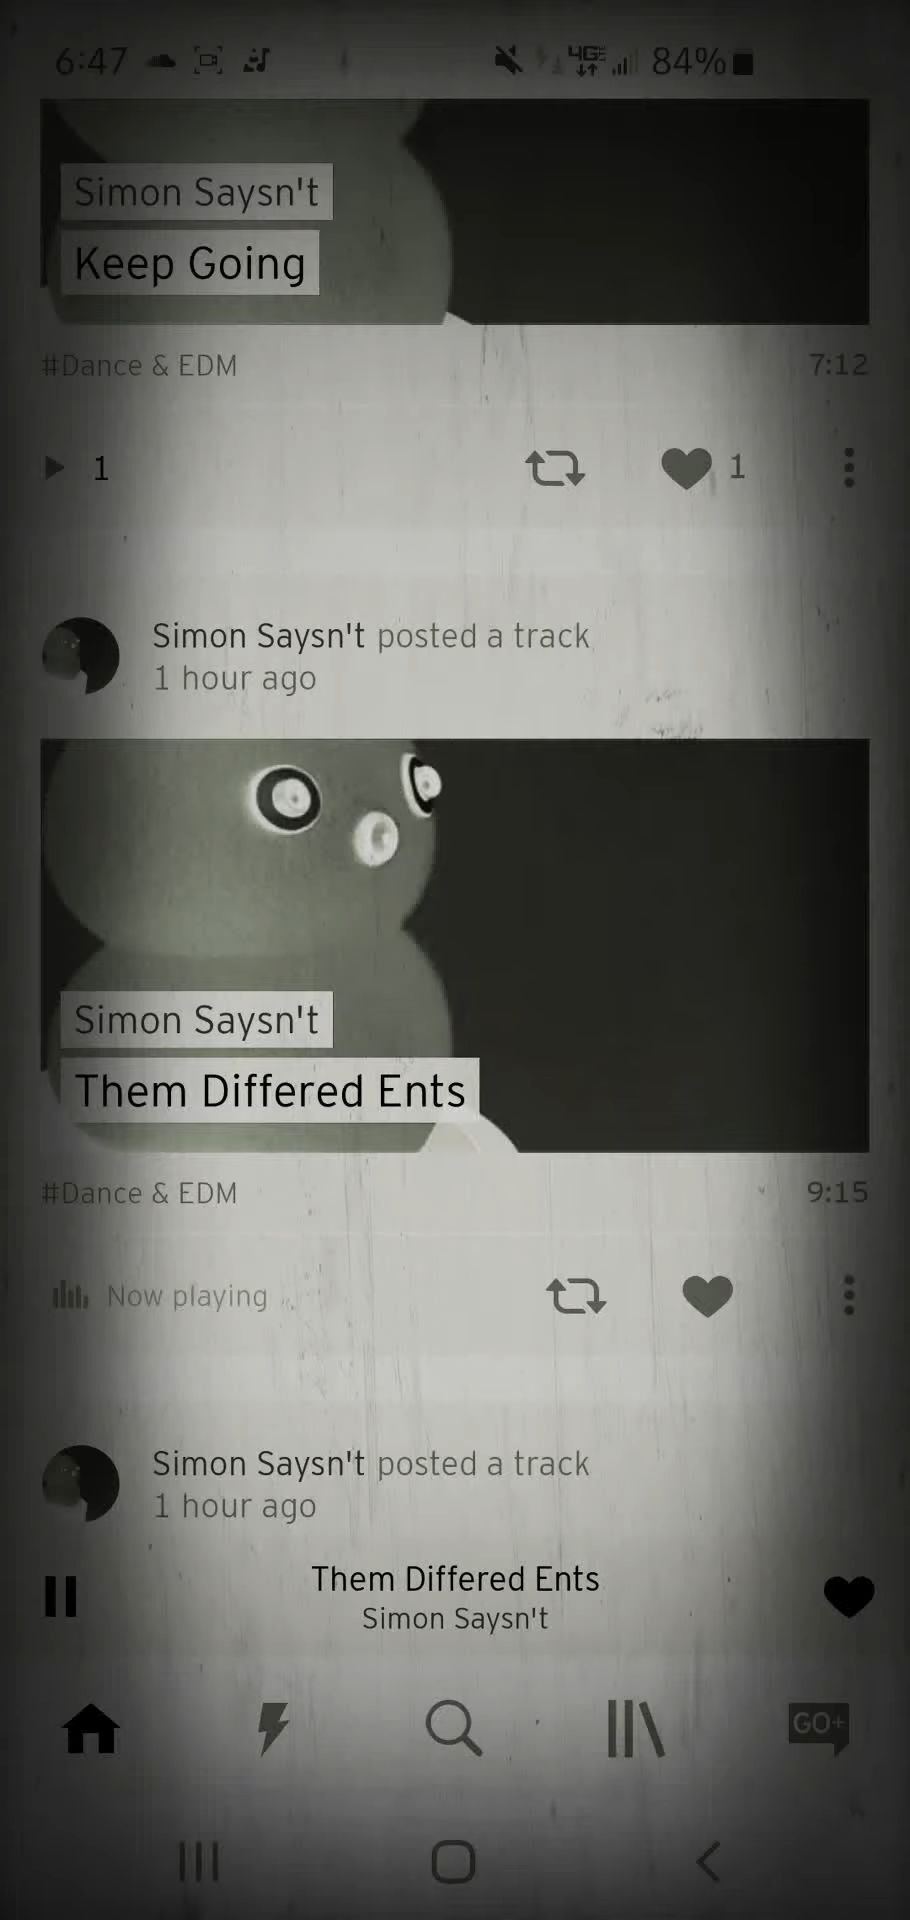 6:47 4GE 84%
Simon Saysn't
Keep Going
#Dance & EDM 7:12
1 1
Simon Saysn't posted a track
1 hour ago
Simon Saysn't
Them Differed Ents
#Dance & EDM 9:15
Now playing
Simon Saysn't posted a track
1 hour ago
Them Differed Ents
Simon Saysn't
GO+